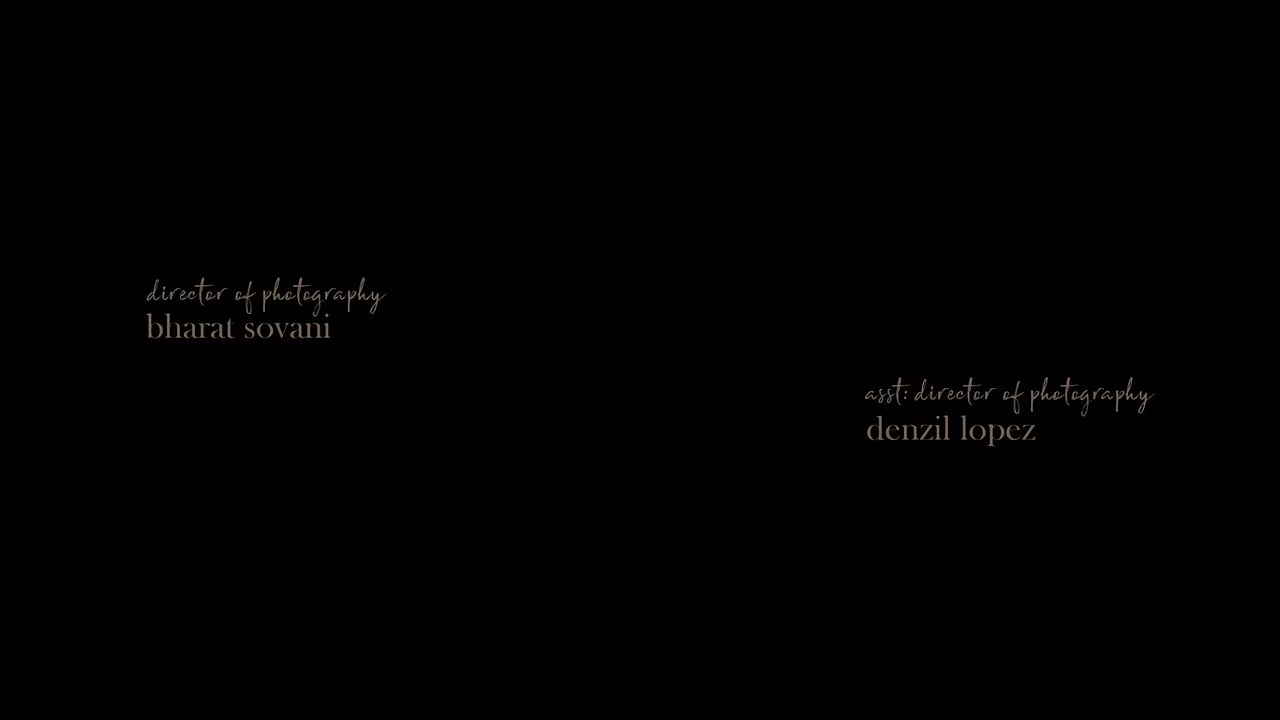 director of photography
bharat sovani
asst: director of photography
denzil lopez